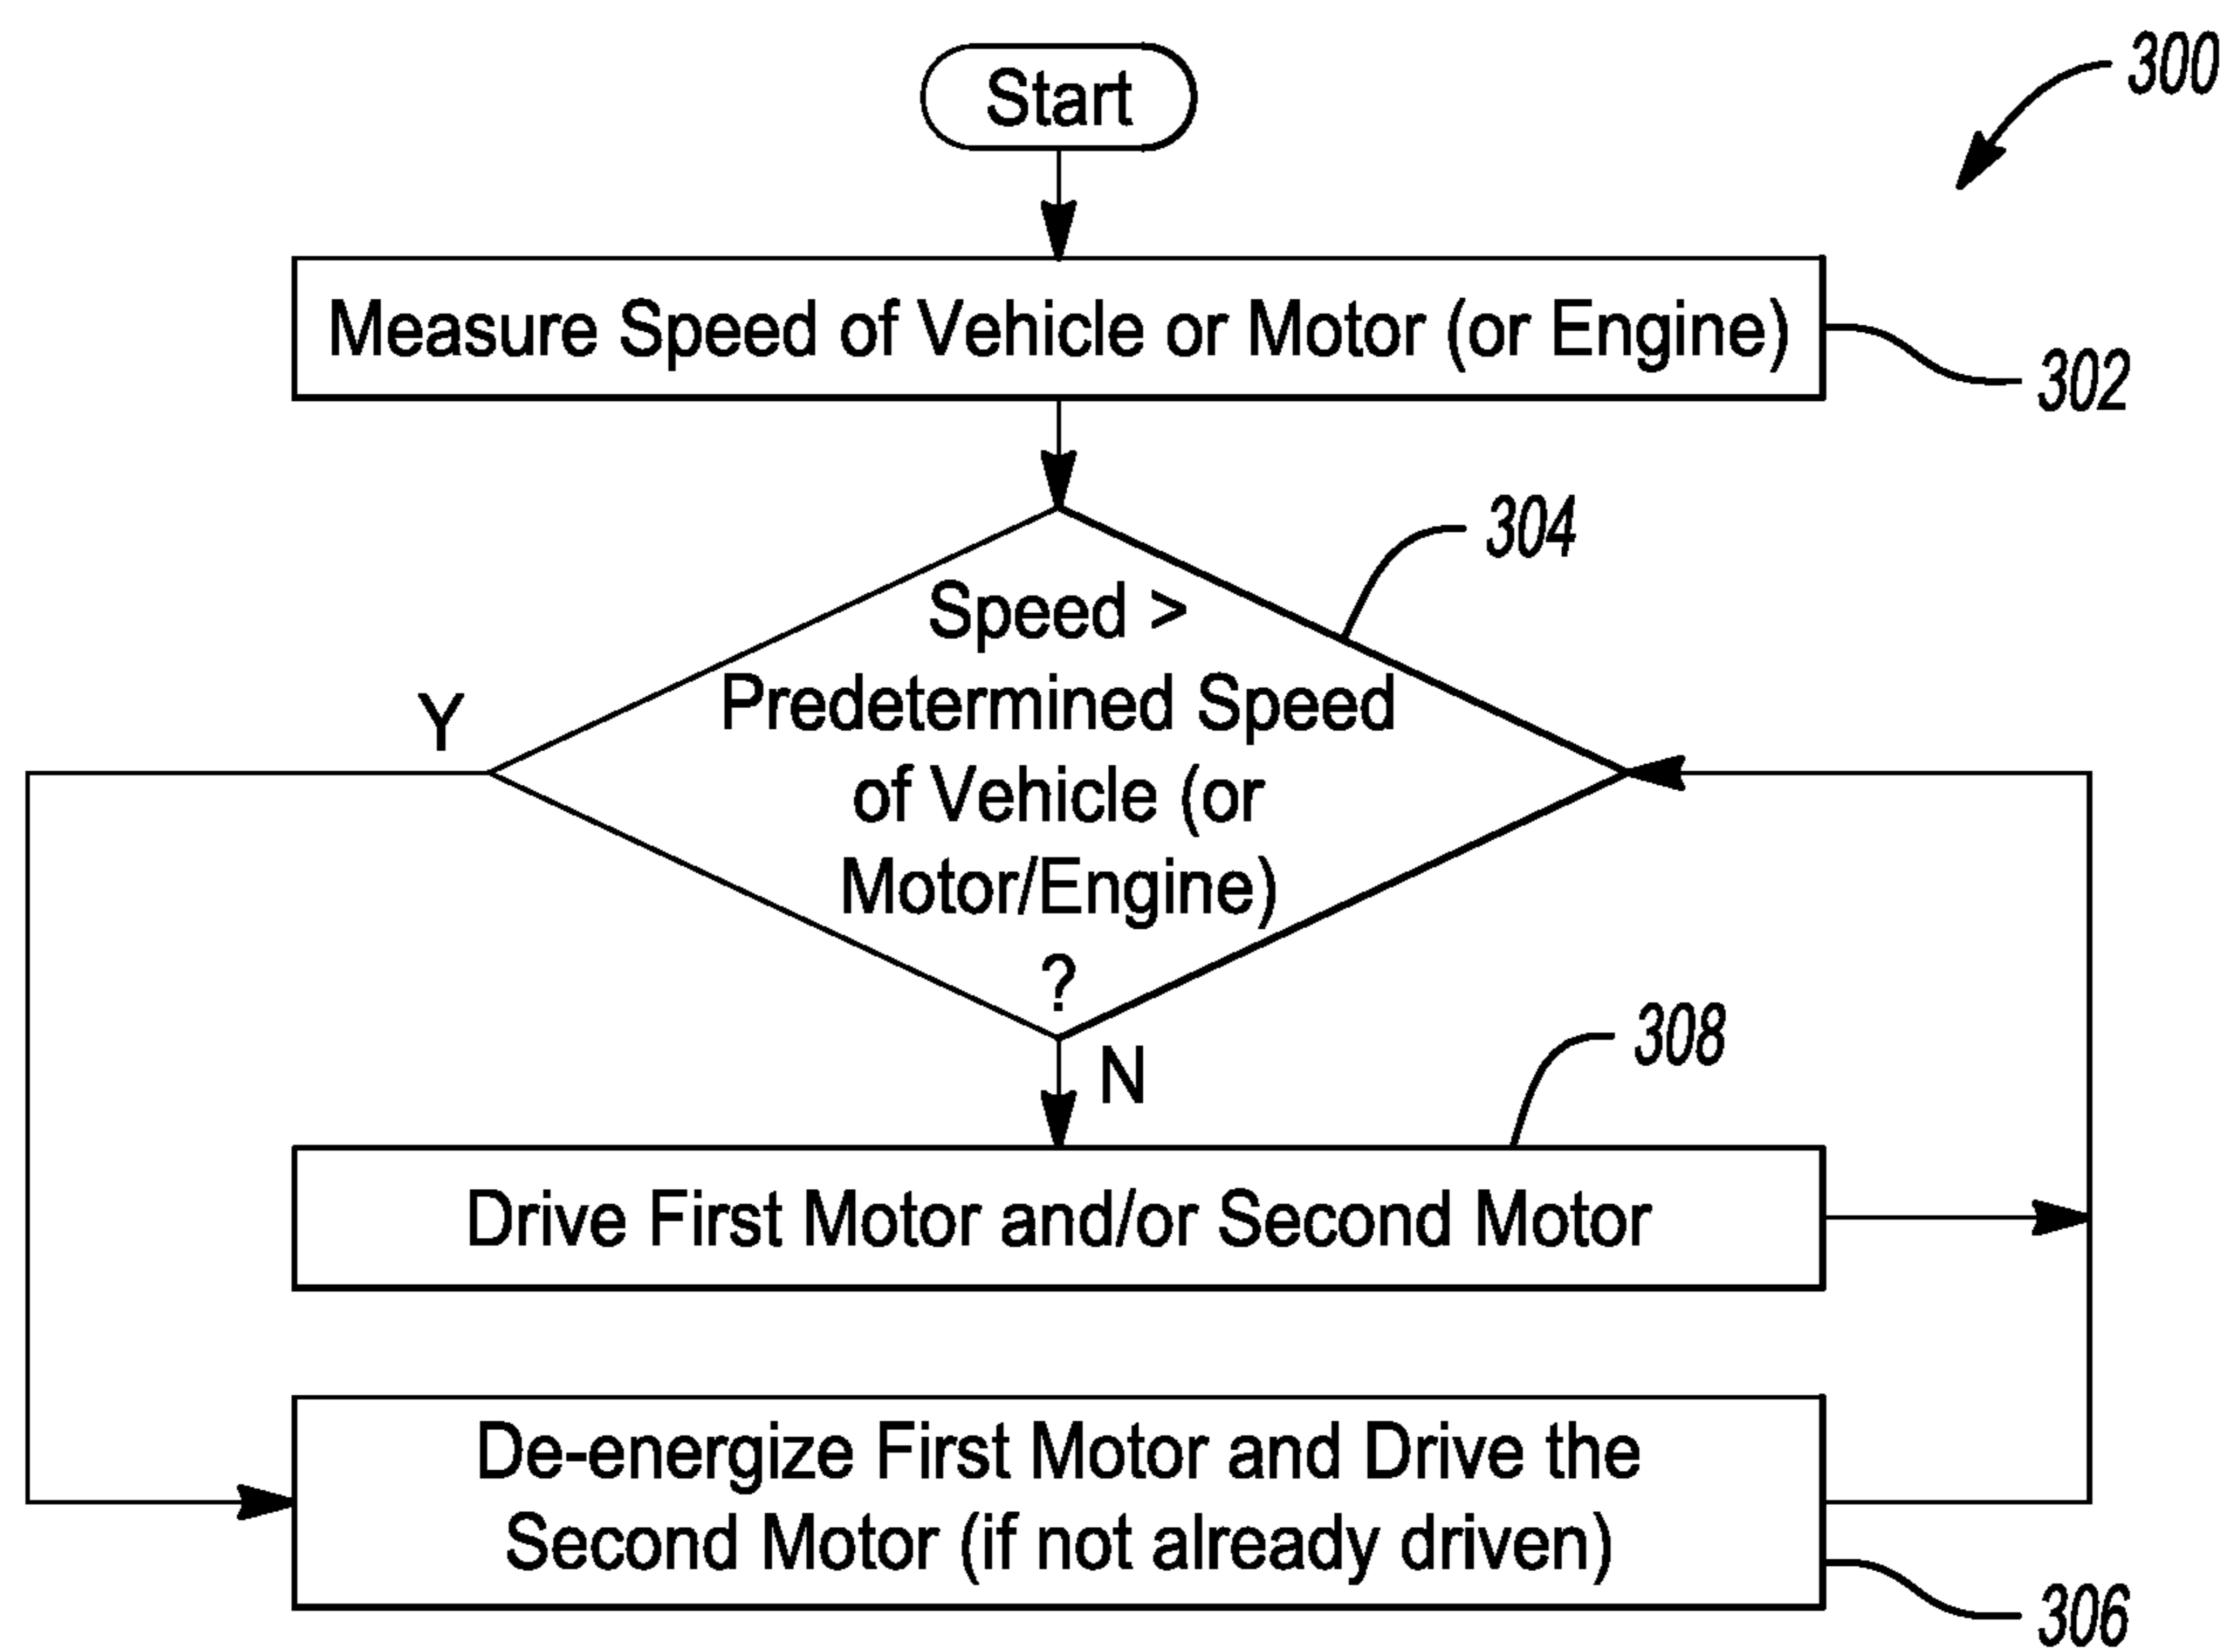 Start
300
Measure Speed of Vehicle or Motor (or Engine)
302
304
Speed >
Predetermined Speed
of Vehicle (or
Motor/Engine)
?
Y
N
308
Drive First Motor and/or Second Motor
De-energize First Motor and Drive the
Second Motor (if not already driven)
306